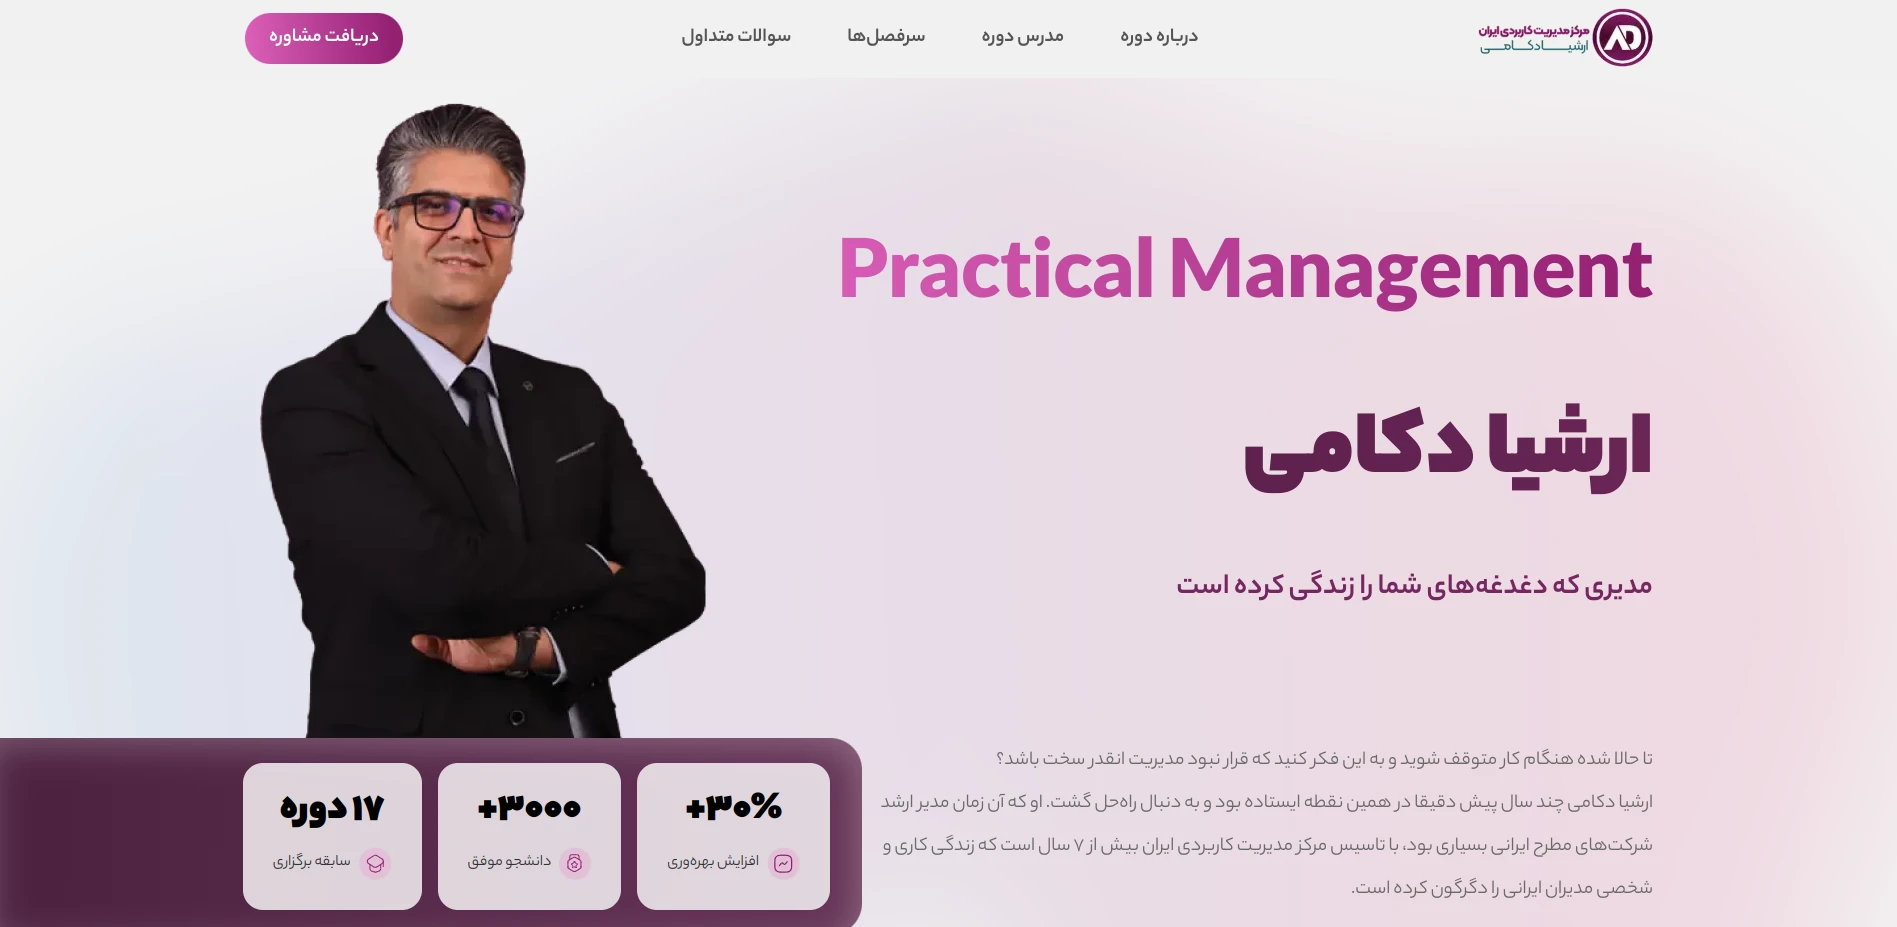 مرکز مدیریت کاربردی ایران
ارشیا دکامی
درباره دوره
مدرس دوره
سرفصل‌ها
سوالات متداول
دریافت مشاوره
Practical Management
ارشیا دکامی
مدیری که دغدغه‌های شما را زندگی کرده است
تا حالا شده هنگام کار متوقف شوید و به این فکر کنید که قرار نبود مدیریت انقدر سخت باشد؟
ارشیا دکامی چند سال پیش دقیقا در همین نقطه ایستاده بود و به دنبال راه‌حل گشت. او که آن زمان مدیر ارشد
شرکت‌های مطرح ایرانی بسیاری بود، با تاسیس مرکز مدیریت کاربردی ایران بیش از ۷ سال است که زندگی کاری و
شخصی مدیران ایرانی را دگرگون کرده است.
+۳۰%
افزایش بهره‌وری
+۳۰۰۰
دانشجو موفق
۱۷ دوره
سابقه برگزاری